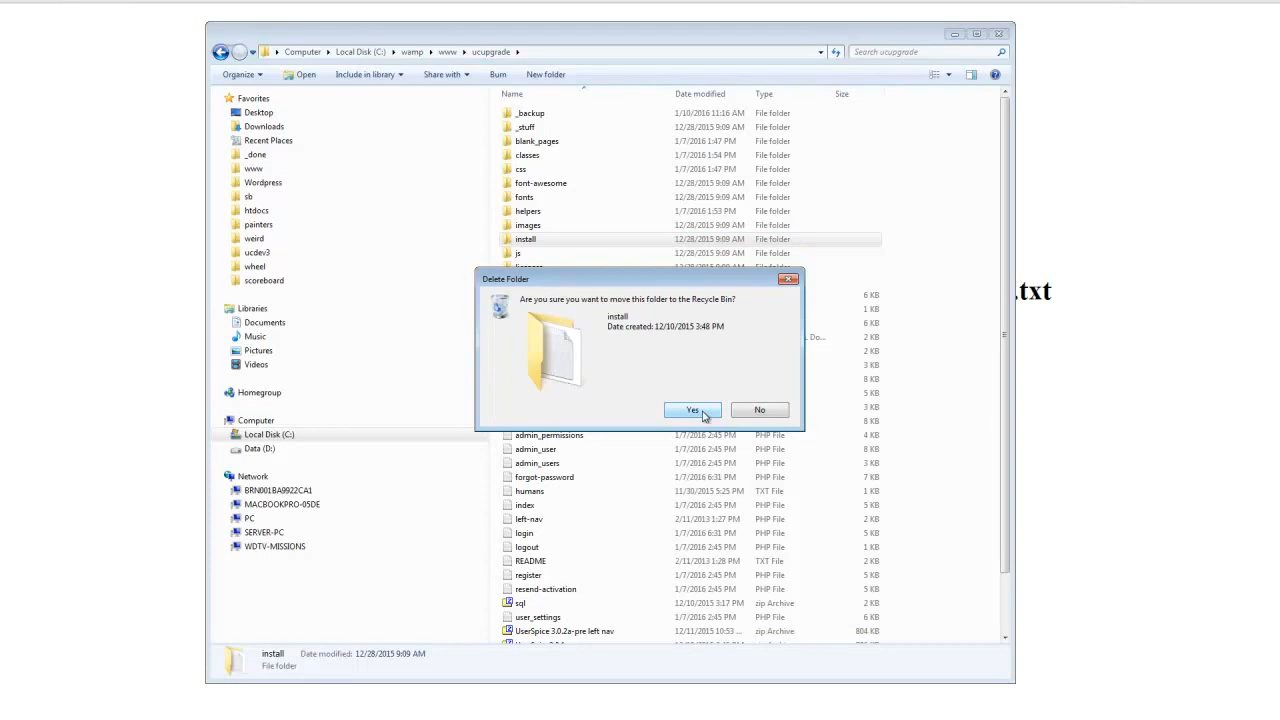 Computer Local Disk (C:) wamp www ucupgrade
Search ucupgrade
Organize Open Include in library Share with Burn New folder
Name Date modified Type Size
Favorites
Desktop
Downloads
Recent Places
_done
www
Wordpress
sb
htdocs
painters
weird
ucdev3
wheel
scoreboard
Libraries
Documents
Music
Pictures
Videos
Homegroup
Computer
Local Disk (C:)
Data (D:)
Network
BRN001BA9922CA1
MACBOOKPRO-05DE
PC
SERVER-PC
WDTV-MISSIONS
_backup 1/10/2016 11:16 AM File folder
_stuff 12/28/2015 9:09 AM File folder
blank_pages 1/7/2016 1:47 PM File folder
classes 1/7/2016 1:54 PM File folder
css 1/7/2016 1:47 PM File folder
font-awesome 12/28/2015 9:09 AM File folder
fonts 12/28/2015 9:09 AM File folder
helpers 1/7/2016 1:53 PM File folder
images 12/28/2015 9:09 AM File folder
install 12/28/2015 9:09 AM File folder
js 12/28/2015 9:09 AM File folder
6 KB
1 KB
.txt
2 KB
Do...
2 KB
3 KB
8 KB
5 KB
3 KB
8 KB
Delete Folder
Are you sure you want to move this folder to the Recycle Bin?
install
Date created: 12/10/2015 3:48 PM
Yes No
admin_permissions 1/7/2016 2:45 PM PHP File 4 KB
admin_user 1/7/2016 2:45 PM PHP File 8 KB
admin_users 1/7/2016 2:45 PM PHP File 3 KB
forgot-password 1/7/2016 6:31 PM PHP File 7 KB
humans 11/30/2015 5:25 PM TXT File 1 KB
index 1/7/2016 2:45 PM PHP File 5 KB
left-nav 2/11/2013 1:27 PM PHP File 2 KB
login 1/7/2016 6:31 PM PHP File 5 KB
logout 1/7/2016 2:45 PM PHP File 1 KB
README 2/11/2013 1:28 PM TXT File 2 KB
register 1/7/2016 2:45 PM PHP File 5 KB
resend-activation 1/7/2016 2:45 PM PHP File 5 KB
sql 12/10/2015 3:17 PM zip Archive 2 KB
user_settings 1/7/2016 2:45 PM PHP File 6 KB
UserSpice 3.0.2a-pre left nav 12/11/2015 10:53 ... zip Archive 804 KB
install Date modified: 12/28/2015 9:09 AM
File folder